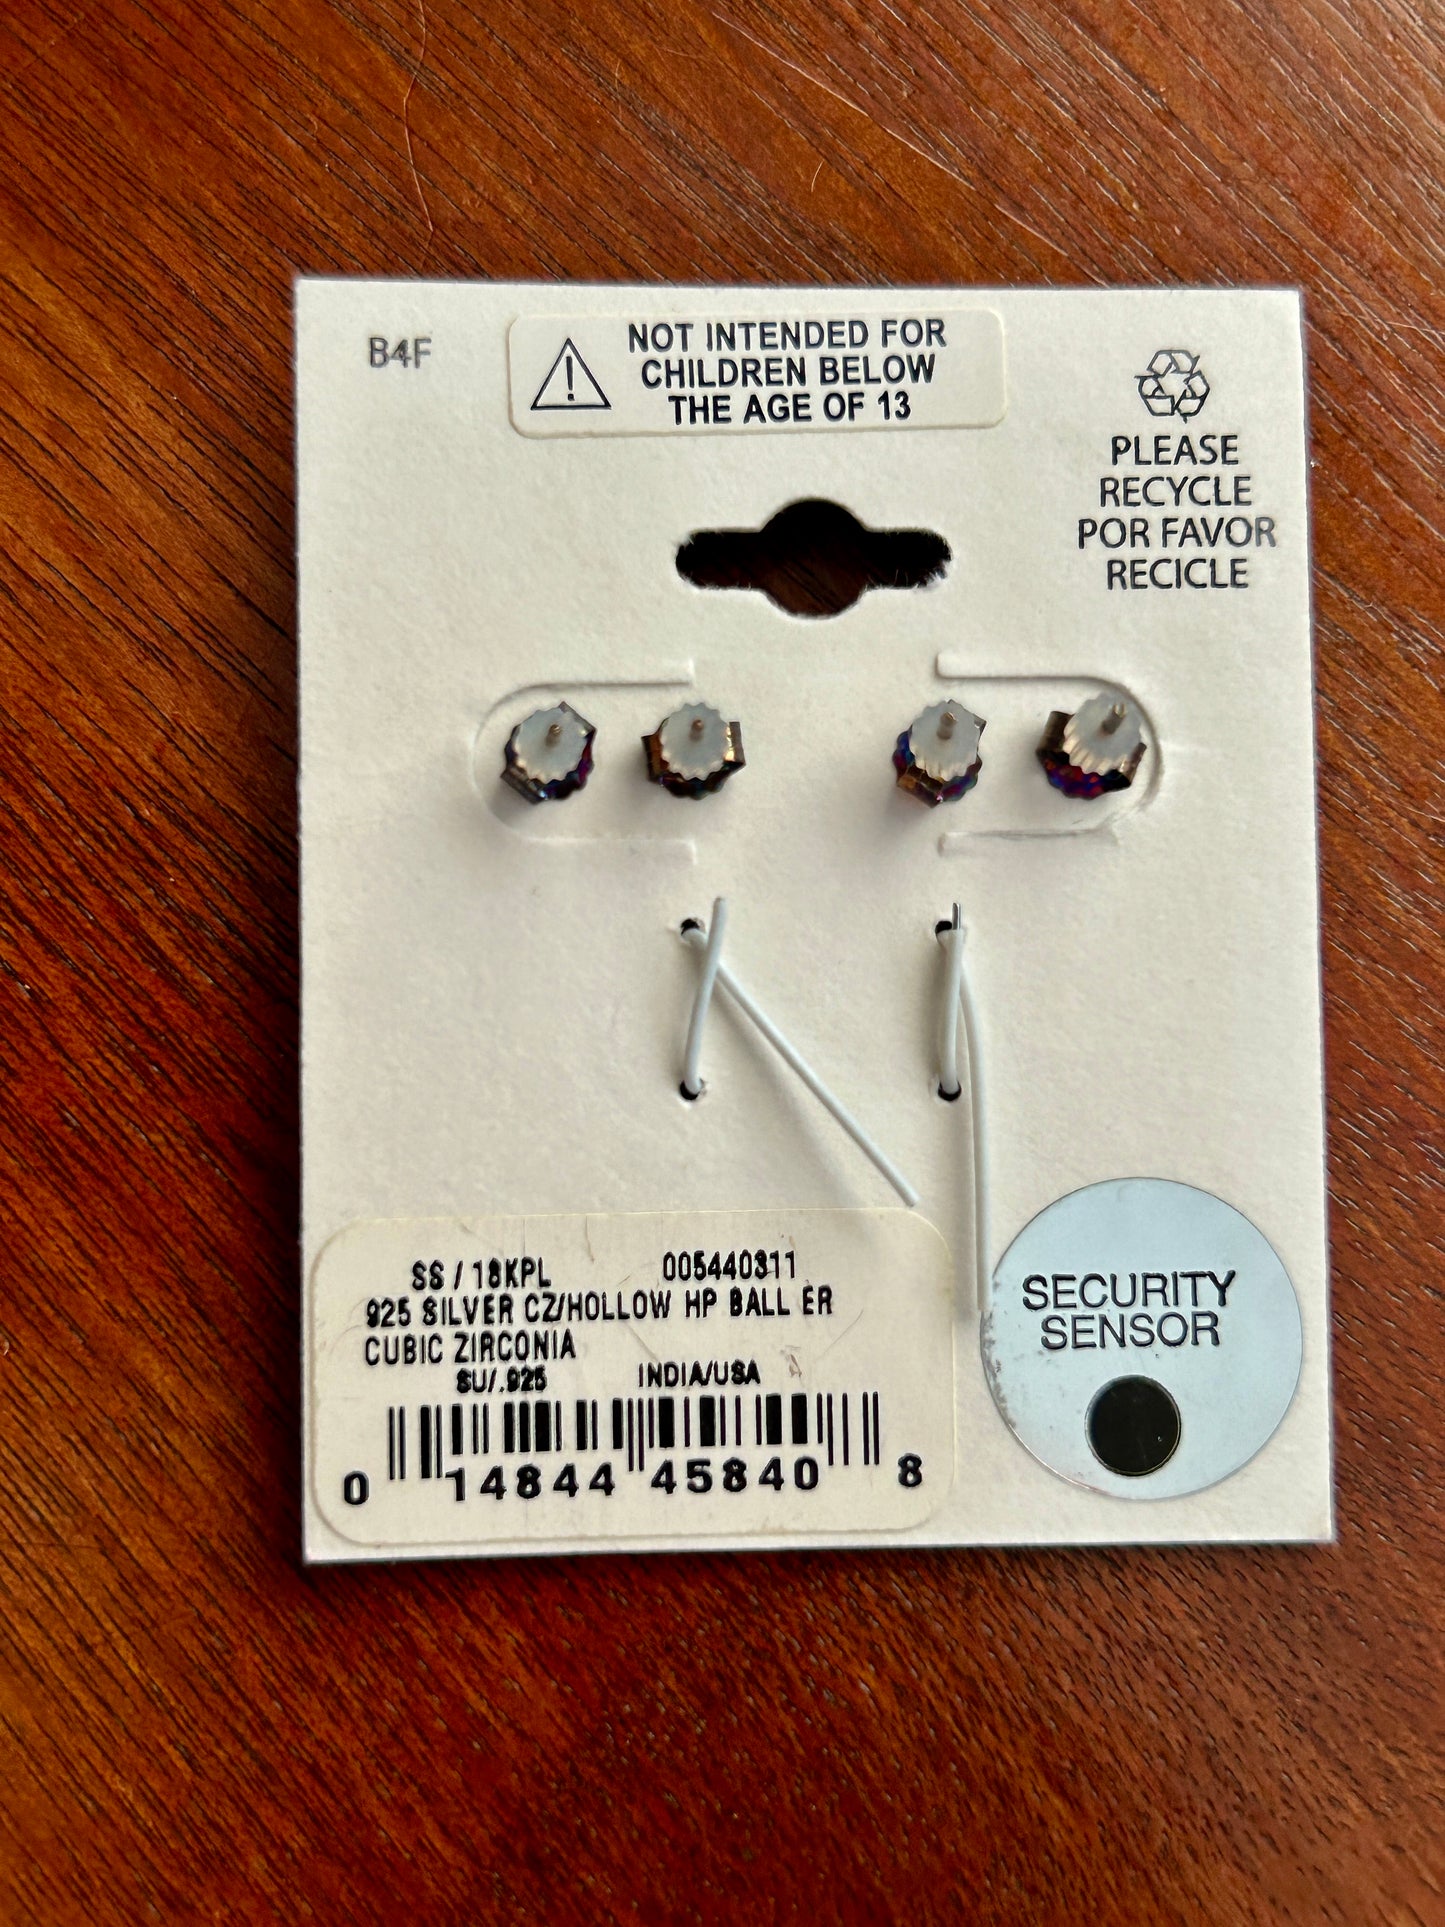 B4F
NOT INTENDED FOR
CHILDREN BELOW
THE AGE OF 13
PLEASE
RECYCLE
POR FAVOR
RECICLE
SS / 18KPL 005440311
925 SILVER CZ/HOLLOW HP BALL ER
CUBIC ZIRCONIA
SU/.925 INDIA/USA
0 14844 45840 8
SECURITY
SENSOR